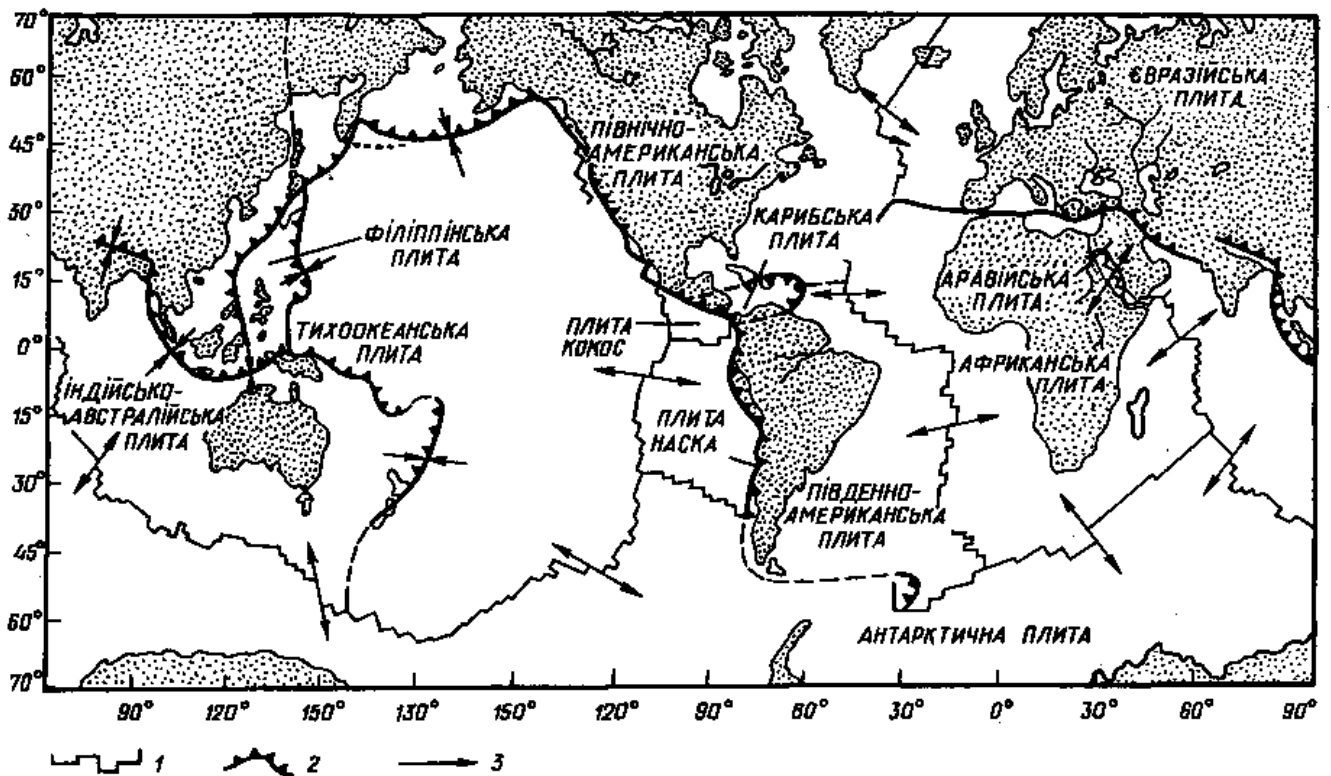 70°
60°
45°
30°
15°
0°
15°
30°
45°
60°
70°
ЄВРАЗІЙСЬКА
ПЛИТА
ПІВНІЧНО-
АМЕРИКАНСЬКА
ПЛИТА
КАРИБСЬКА
ПЛИТА
ФІЛІППІНСЬКА
ПЛИТА
АРАВІЙСЬКА
ПЛИТА
ТИХООКЕАНСЬКА
ПЛИТА
ПЛИТА
КОКОС
АФРИКАНСЬКА
ПЛИТА
ІНДІЙСЬКО-
АВСТРАЛІЙСЬКА
ПЛИТА
ПЛИТА
НАСКА
ПІВДЕННО-
АМЕРИКАНСЬКА
ПЛИТА
АНТАРКТИЧНА ПЛИТА
90° 120° 150° 130° 150° 120° 90° 60° 30° 0° 30° 60° 90°
1 2 3